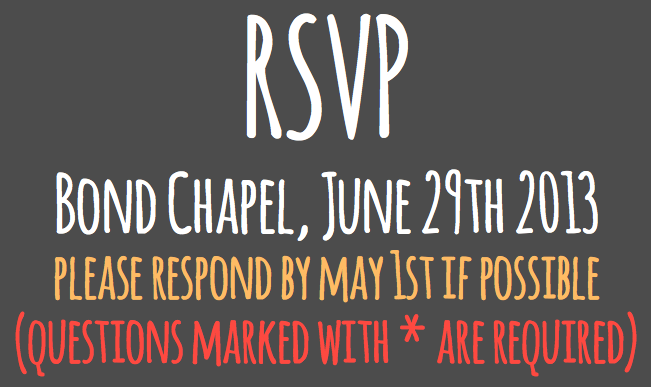 RSVP
Bond Chapel, June 29th 2013
please respond by may 1st if possible
(questions marked with * are required)